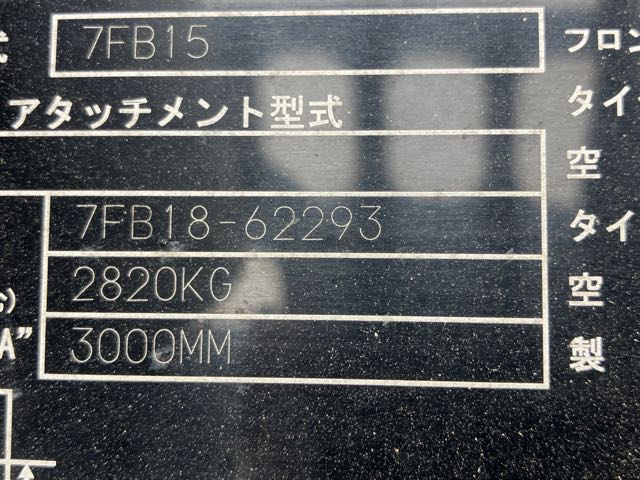 7FB15 フロン
アタッチメント型式 タイ
空
7FB18-62293 タイ
2820KG 空
A" 3000MM 製